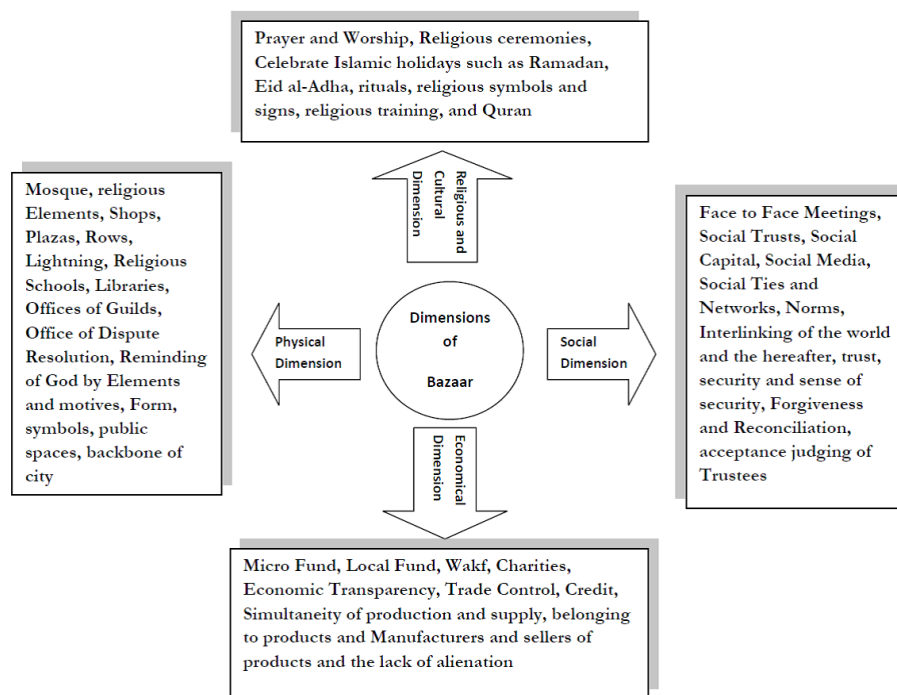 Prayer and Worship, Religious ceremonies,
Celebrate Islamic holidays such as Ramadan,
Eid al-Adha, rituals, religious symbols and
signs, religious training, and Quran
Religious and
Cultural
Dimension
Mosque, religious
Elements, Shops,
Plazas, Rows,
Lightning, Religious
Schools, Libraries,
Offices of Guilds,
Office of Dispute
Resolution, Reminding
of God by Elements
and motives, Form,
symbols, public
spaces, backbone of
city
Physical
Dimension
Dimensions
of
Bazaar
Social
Dimension
Face to Face Meetings,
Social Trusts, Social
Capital, Social Media,
Social Ties and
Networks, Norms,
Interlinking of the world
and the hereafter, trust,
security and sense of
security, Forgiveness
and Reconciliation,
acceptance judging of
Trustees
Economical
Dimension
Micro Fund, Local Fund, Wakf, Charities,
Economic Transparency, Trade Control, Credit,
Simultaneity of production and supply, belonging
to products and Manufacturers and sellers of
products and the lack of alienation